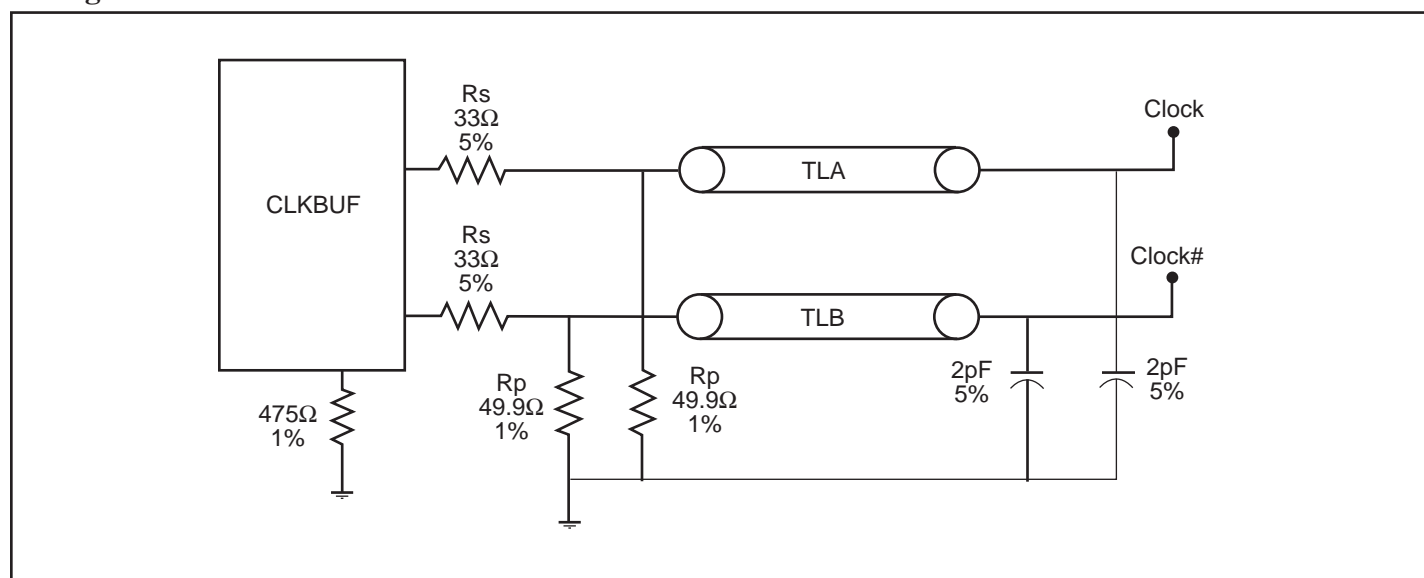 Rs
33Ω
5%
Clock
TLA
CLKBUF
Rs
33Ω
5%
Clock#
TLB
475Ω
1%
Rp
49.9Ω
1%
Rp
49.9Ω
1%
2pF
5%
2pF
5%